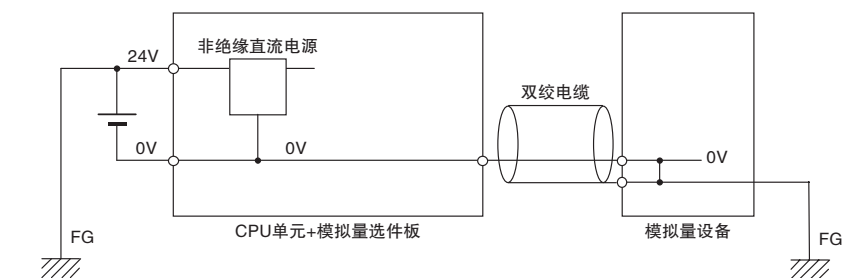 非绝缘直流电源
24V
双绞电缆
0V
0V
0V
FG
CPU单元+模拟量选件板
模拟量设备
FG